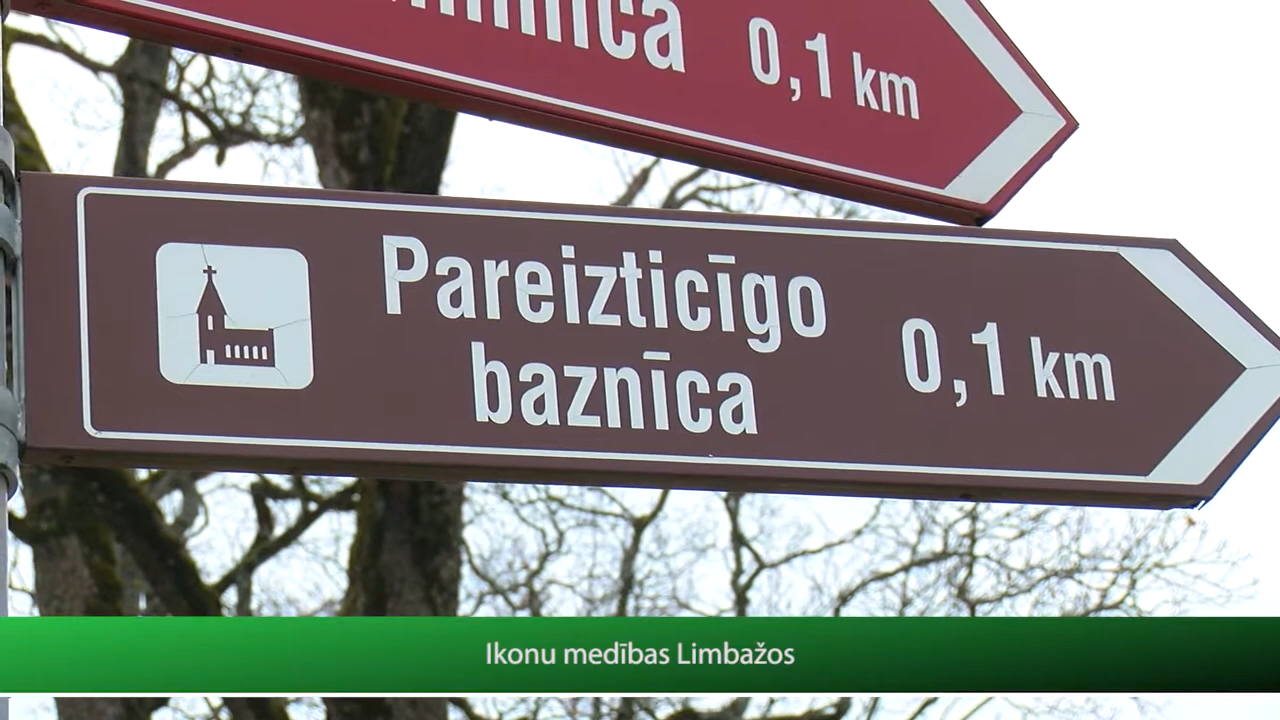 0,1 km
Pareizticīgo
baznīca
0,1 km
Ikonu medības Limbažos